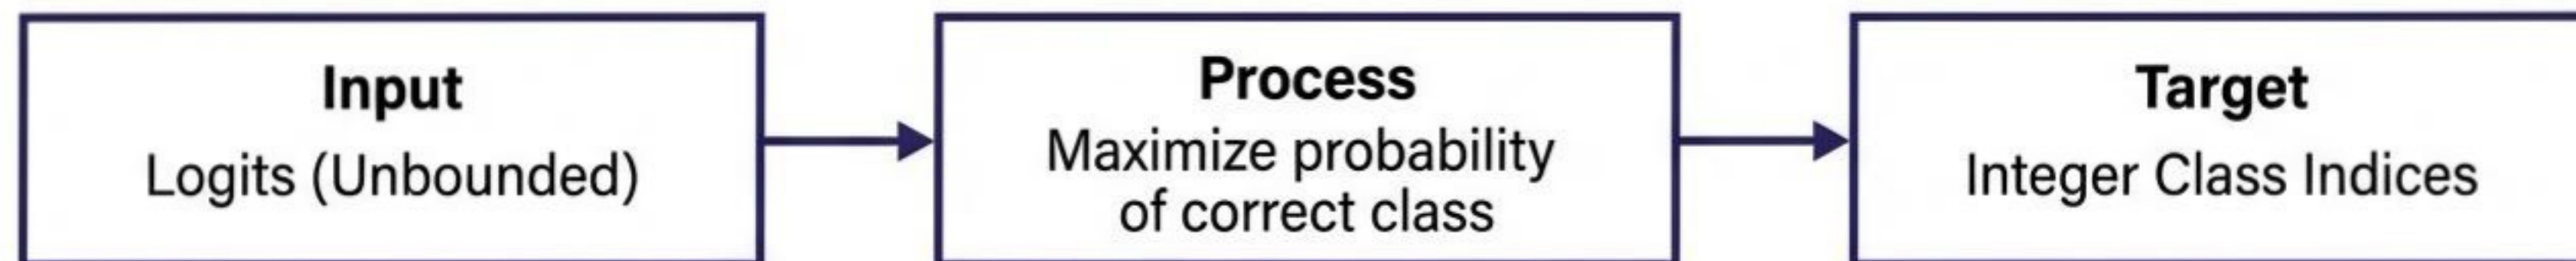 Input
Logits (Unbounded)
Process
Maximize probability
of correct class
Target
Integer Class Indices